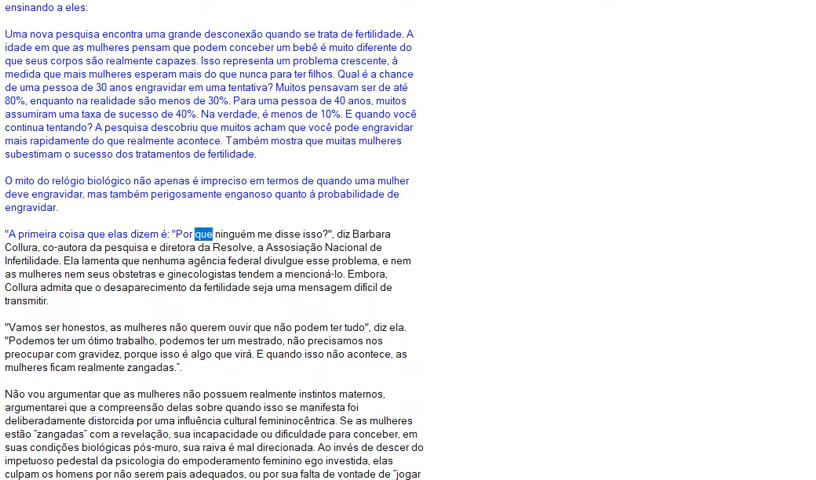 ensinando a eles:
Uma nova pesquisa encontra uma grande desconexão quando se trata de fertilidade. A
idade em que as mulheres pensam que podem conceber um bebê é muito diferente do
que seus corpos são realmente capazes. Isso representa um problema crescente, à
medida que mais mulheres esperam mais do que nunca para ter filhos. Qual é a chance
de uma pessoa de 30 anos engravidar em uma tentativa? Muitos pensavam ser de até
80%, enquanto na realidade são menos de 30%. Para uma pessoa de 40 anos, muitos
assumiram uma taxa de sucesso de 40%. Na verdade, é menos de 10%. E quando você
continua tentando? A pesquisa descobriu que muitos acham que você pode engravidar
mais rapidamente do que realmente acontece. Também mostra que muitas mulheres
subestimam o sucesso dos tratamentos de fertilidade.
O mito do relógio biológico não apenas é impreciso em termos de quando uma mulher
deve engravidar, mas também perigosamente enganoso quanto à probabilidade de
engravidar.
"A primeira coisa que elas dizem é: "Por que ninguém me disse isso?", diz Barbara
Collura, co-autora da pesquisa e diretora da Resolve, a Assosiação Nacional de
Infertilidade. Ela lamenta que nenhuma agência federal divulgue esse problema, e nem
as mulheres nem seus obstetras e ginecologistas tendem a mencioná-lo. Embora,
Collura admita que o desaparecimento da fertilidade seja uma mensagem difícil de
transmitir.
"Vamos ser honestos, as mulheres não querem ouvir que não podem ter tudo", diz ela.
"Podemos ter um ótimo trabalho, podemos ter um mestrado, não precisamos nos
preocupar com gravidez, porque isso é algo que virá. E quando isso não acontece, as
mulheres ficam realmente zangadas.".
Não vou argumentar que as mulheres não possuem realmente instintos maternos,
argumentarei que a compreensão delas sobre quando isso se manifesta foi
deliberadamente distorcida por uma influência cultural femininocêntrica. Se as mulheres
estão "zangadas" com a revelação, sua incapacidade ou dificuldade para conceber, em
suas condições biológicas pós-muro, sua raiva é mal direcionada. Ao invés de descer do
impetuoso pedestal da psicologia do empoderamento feminino ego investida, elas
culpam os homens por não serem pais adequados, ou por sua falta de vontade de "jogar